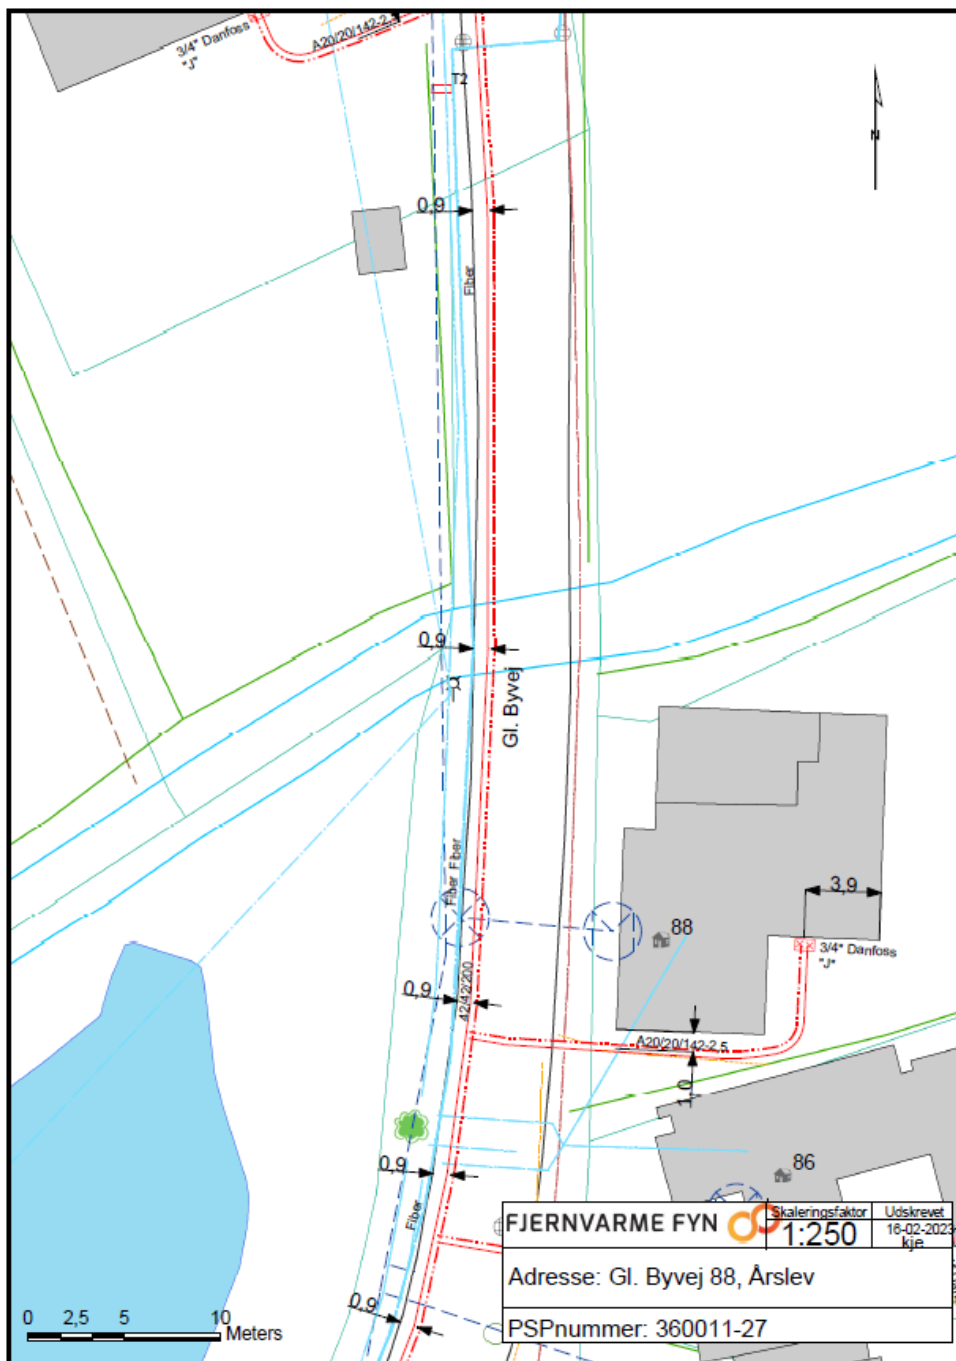 3/4" Danfoss
"J"
A20/20/142-2,5
T2
N
0,9
Fiber
0,9
Gl. Byvej
Fiber Fiber
3,9
88
3/4" Danfoss
"J"
0,9
42/42/200
A20/20/142-2,5
1,0
0,9
86
Fiber
0,9
0 2,5 5 10
Meters
FJERNVARME FYN
Skaleringsfaktor
1:250
Udskrevet
16-02-2023
kje
Adresse: Gl. Byvej 88, Årslev
PSPnummer: 360011-27